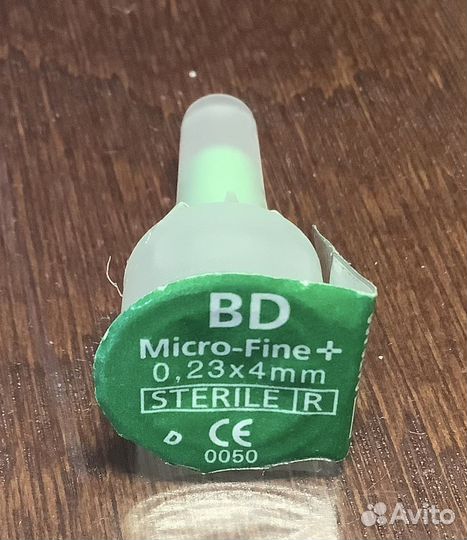 BD
Micro-Fine+
0,23x4mm
STERILE R
D CE
0050
Avito